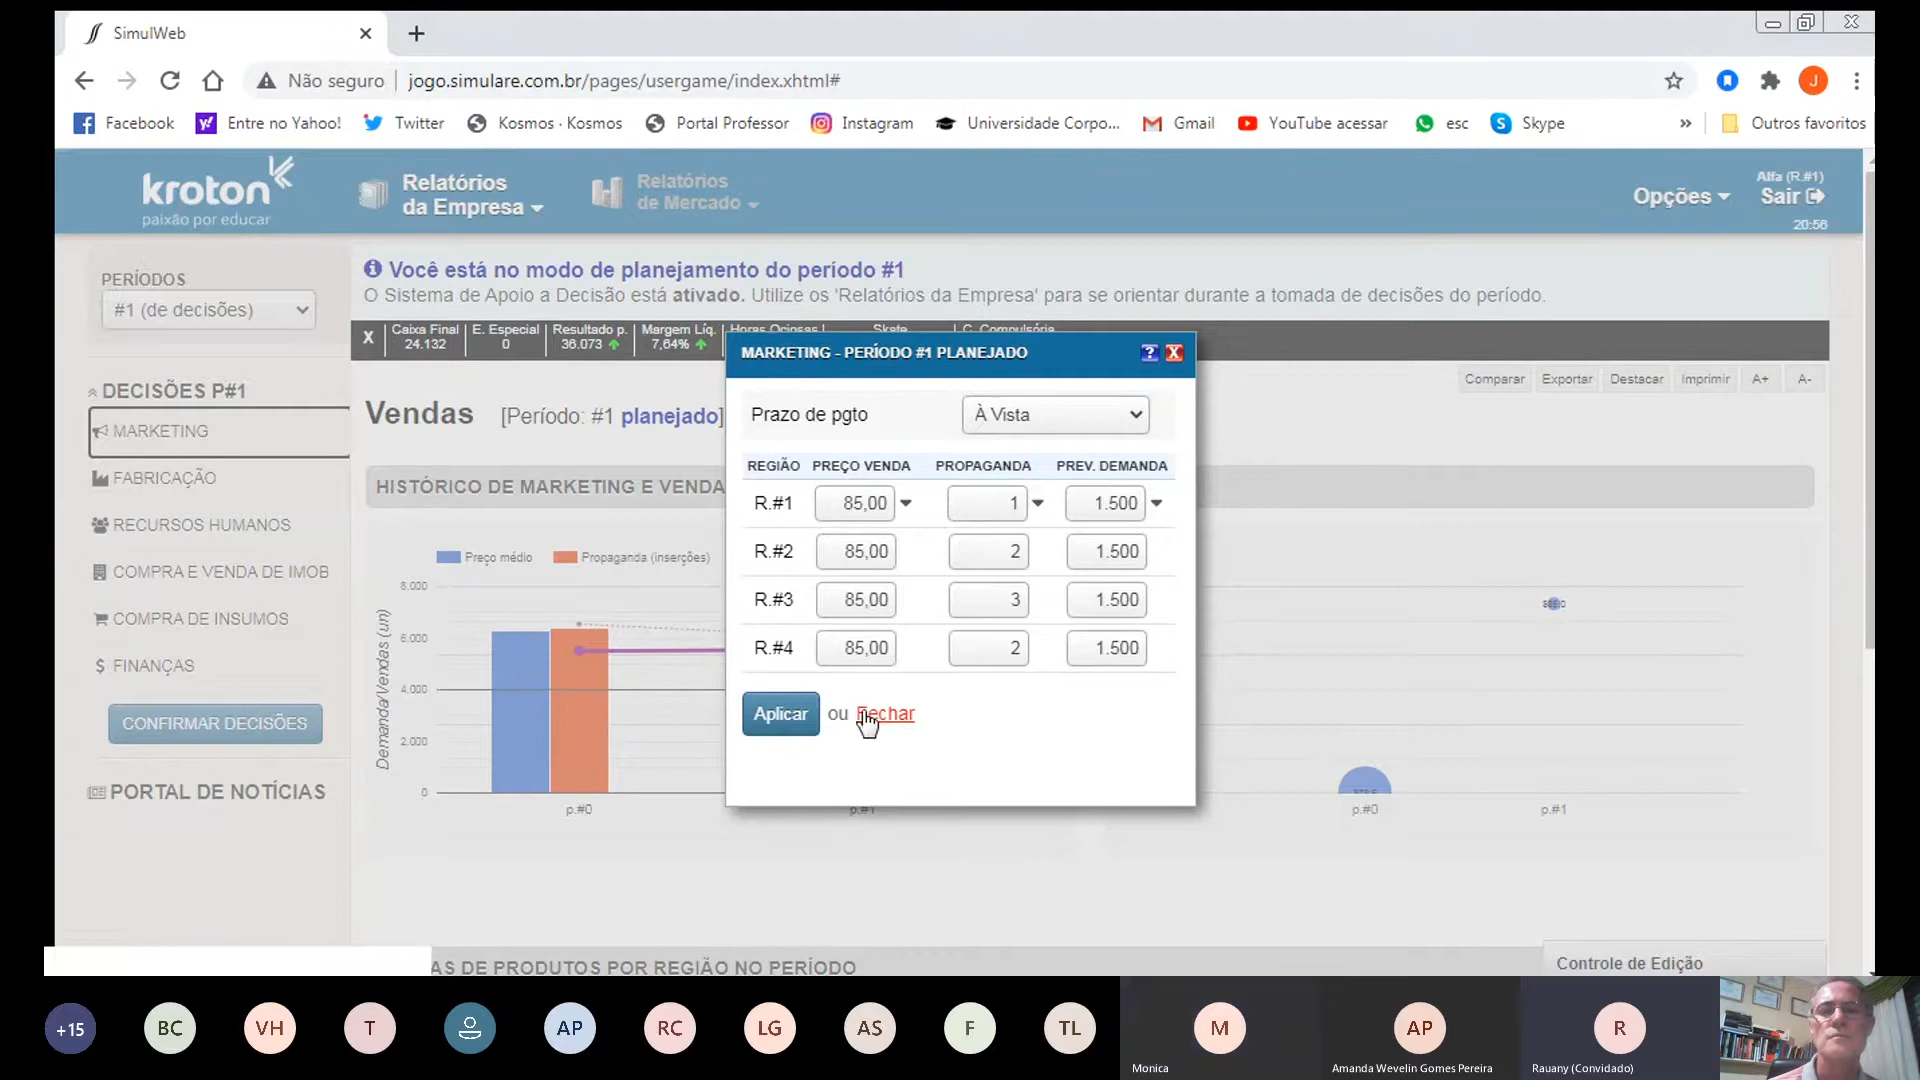 SimulWeb
Não seguro jogo.simulare.com.br/pages/usergame/index.xhtml#
J
Facebook Entre no Yahoo! Twitter Kosmos · Kosmos Portal Professor Instagram Universidade Corpo... Gmail YouTube acessar esc Skype » Outros favoritos
kroton
paixão por educar
Relatórios
da Empresa
Relatórios
de Mercado
Opções
Alfa (R.#1)
Sair
20:56
PERÍODOS
#1 (de decisões)
Você está no modo de planejamento do período #1
O Sistema de Apoio a Decisão está ativado. Utilize os 'Relatórios da Empresa' para se orientar durante a tomada de decisões do período.
X Caixa Final E. Especial Resultado p. Margem Líq. Horas Ociosas Skate C. Compulsória
24.132 0 36.073 7,64%
Comparar Exportar Destacar Imprimir A+ A-
DECISÕES P#1
MARKETING
FABRICAÇÃO
RECURSOS HUMANOS
COMPRA E VENDA DE IMOB
COMPRA DE INSUMOS
$ FINANÇAS
CONFIRMAR DECISÕES
PORTAL DE NOTÍCIAS
Vendas [Período: #1 planejado]
HISTÓRICO DE MARKETING E VENDA
Preço médio Propaganda (inserções)
Demanda/Vendas (un)
8.000
6.000
4.000
2.000
0
p.#0 p.#1
p.#0 p.#1
MARKETING - PERÍODO #1 PLANEJADO
? X
Prazo de pgto À Vista
REGIÃO PREÇO VENDA PROPAGANDA PREV. DEMANDA
R.#1 85,00 1 1.500
R.#2 85,00 2 1.500
R.#3 85,00 3 1.500
R.#4 85,00 2 1.500
Aplicar ou Fechar
AS DE PRODUTOS POR REGIÃO NO PERÍODO
Controle de Edição
+15 BC VH T AP RC LG AS F TL M AP R
Monica Amanda Wevelin Gomes Pereira Rauany (Convidado)